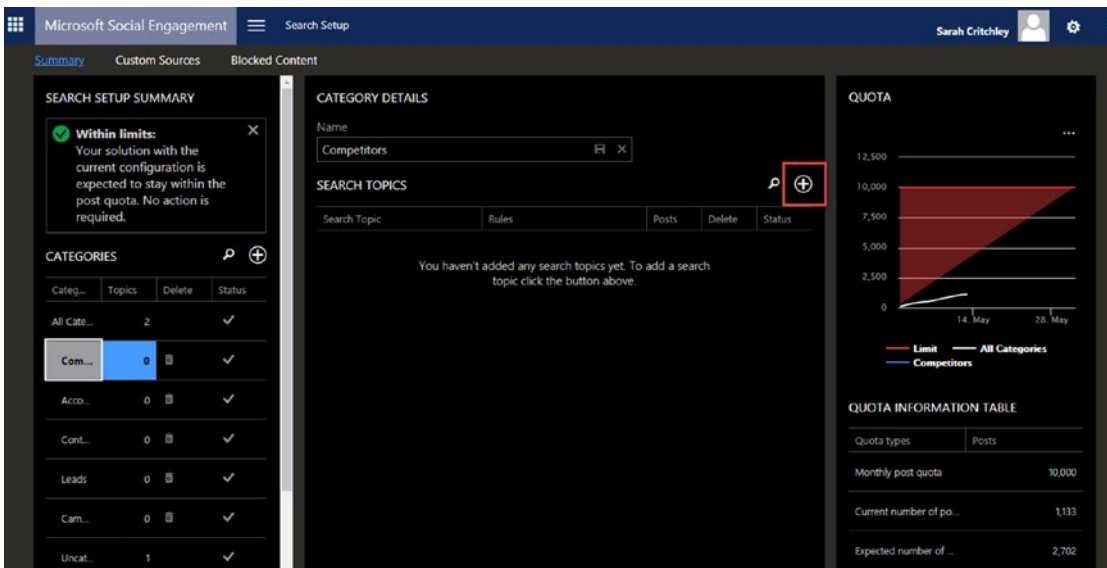 Microsoft Social Engagement
Search Setup
Sarah Critchley
Summary
Custom Sources
Blocked Content
SEARCH SETUP SUMMARY
Within limits:
Your solution with the
current configuration is
expected to stay within the
post quota. No action is
required.
CATEGORIES
Categ... Topics Delete Status
All Cate... 2
Com... 0
Acco... 0
Cont... 0
Leads 0
Cam... 0
Uncat... 1
CATEGORY DETAILS
Name
Competitors
SEARCH TOPICS
Search Topic Rules Posts Delete Status
You haven't added any search topics yet. To add a search
topic click the button above.
QUOTA
...
12,500
10,000
7,500
5,000
2,500
0
14. May 28. May
Limit All Categories
Competitors
QUOTA INFORMATION TABLE
Quota types Posts
Monthly post quota 10,000
Current number of po... 1,133
Expected number of ... 2,702